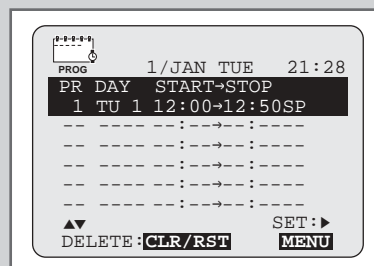 PROG 1/JAN TUE 21:28
PR DAY START→STOP
1 TU 1 12:00→12:50SP
-- ---- --:--→--:----
-- ---- --:--→--:----
-- ---- --:--→--:----
-- ---- --:--→--:----
-- ---- --:--→--:----
▲▼ SET:▶
DELETE:CLR/RST MENU